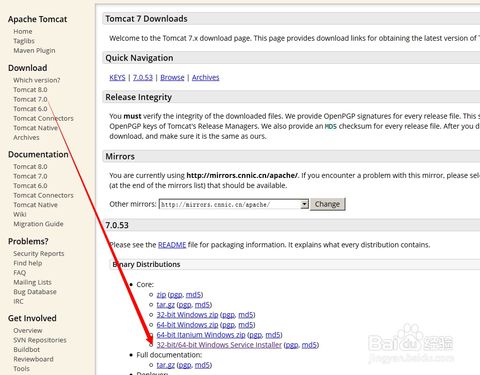 Apache Tomcat
Home
Taglibs
Maven Plugin
Download
Which version?
Tomcat 8.0
Tomcat 7.0
Tomcat 6.0
Tomcat Connectors
Tomcat Native
Archives
Documentation
Tomcat 8.0
Tomcat 7.0
Tomcat 6.0
Tomcat Connectors
Tomcat Native
Wiki
Migration Guide
Problems?
Security Reports
Find help
FAQ
Mailing Lists
Bug Database
IRC
Get Involved
Overview
SVN Repositories
Buildbot
Reviewboard
Tools
Tomcat 7 Downloads
Welcome to the Tomcat 7.x download page. This page provides download links for obtaining the latest version of
Quick Navigation
KEYS | 7.0.53 | Browse | Archives
Release Integrity
You must verify the integrity of the downloaded files. We provide OpenPGP signatures for every release file. This
OpenPGP keys of Tomcat's Release Managers. We also provide an MD5 checksum for every release file. After you
download, and make sure it is the same as ours.
Mirrors
You are currently using http://mirrors.cnnic.cn/apache/. If you encounter a problem with this mirror, please
(at the end of the mirrors list) that should be available.
Other mirrors: http://mirrors.cnnic.cn/apache/ Change
7.0.53
Please see the README file for packaging information. It explains what every distribution contains.
Binary Distributions
Core:
zip (pgp, md5)
tar.gz (pgp, md5)
32-bit Windows zip (pgp, md5)
64-bit Windows zip (pgp, md5)
64-bit Itanium Windows zip (pgp, md5)
32-bit/64-bit Windows Service Installer (pgp, md5)
Full documentation:
tar.gz (pgp, md5)
Bai百度经验
jingyan.baidu.com